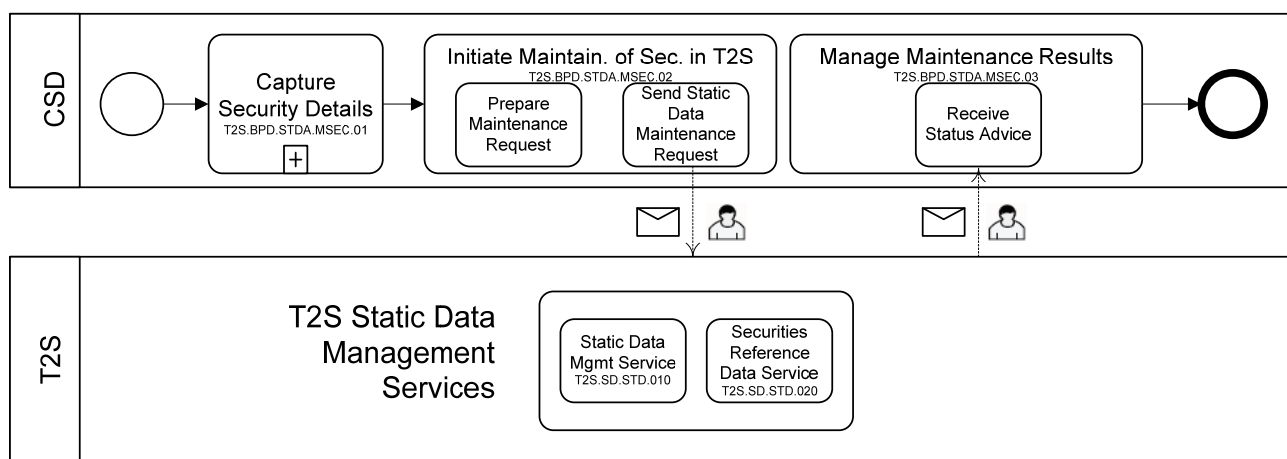 CSD
Capture
Security Details
T2S.BPD.STDA.MSEC.01
Initiate Maintain. of Sec. in T2S
T2S.BPD.STDA.MSEC.02
Prepare
Maintenance
Request
Send Static
Data
Maintenance
Request
Manage Maintenance Results
T2S.BPD.STDA.MSEC.03
Receive
Status Advice
T2S
T2S Static Data
Management
Services
Static Data
Mgmt Service
T2S.SD.STD.010
Securities
Reference
Data Service
T2S.SD.STD.020